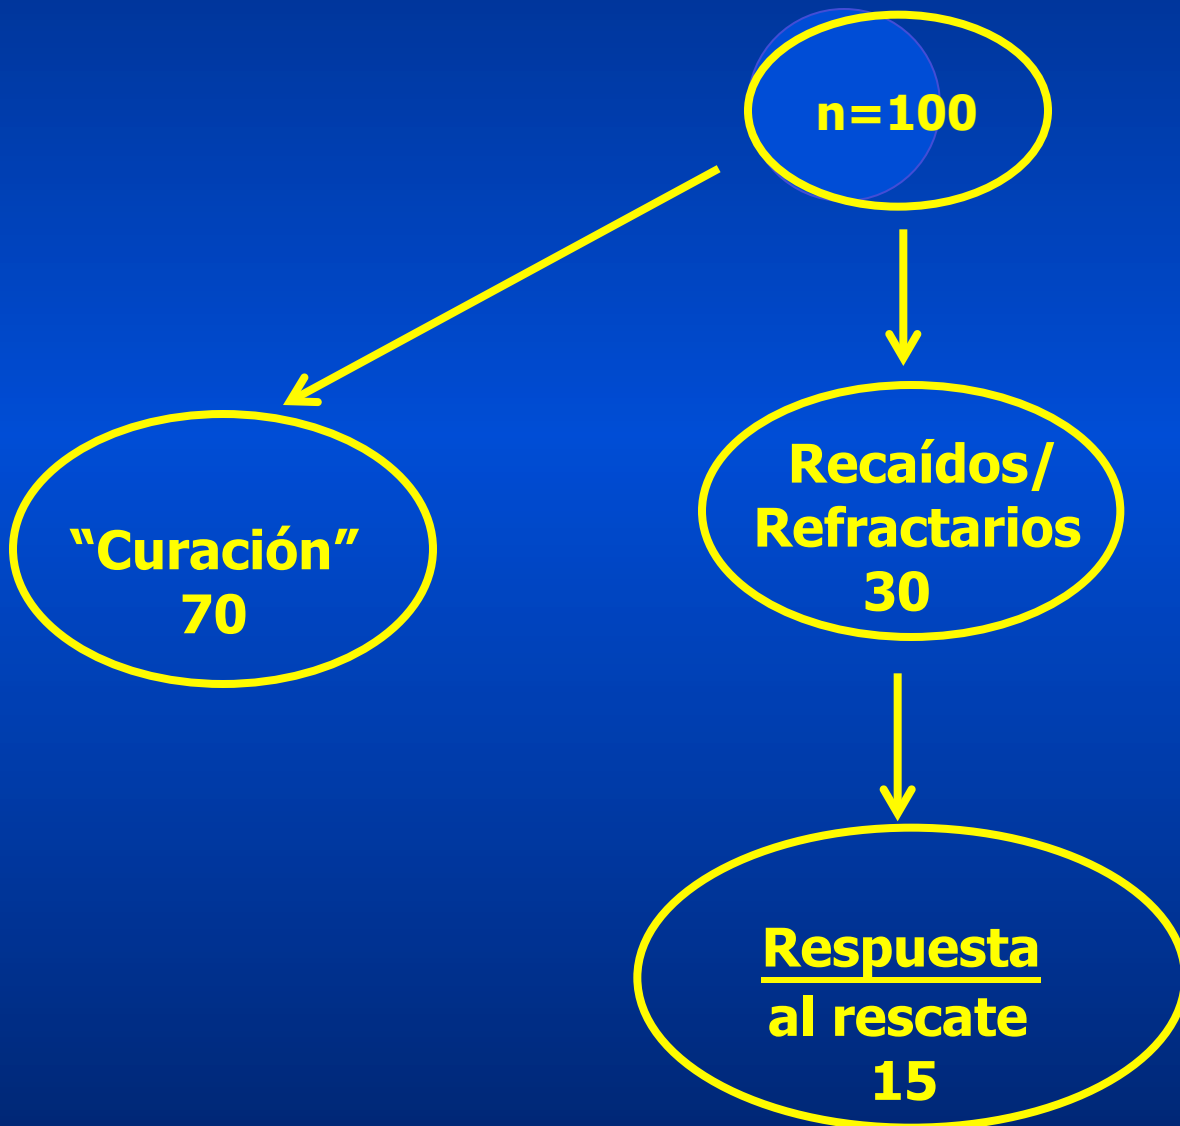 n=100
“Curación”
70
Recaídos/
Refractarios
30
Respuesta
al rescate
15